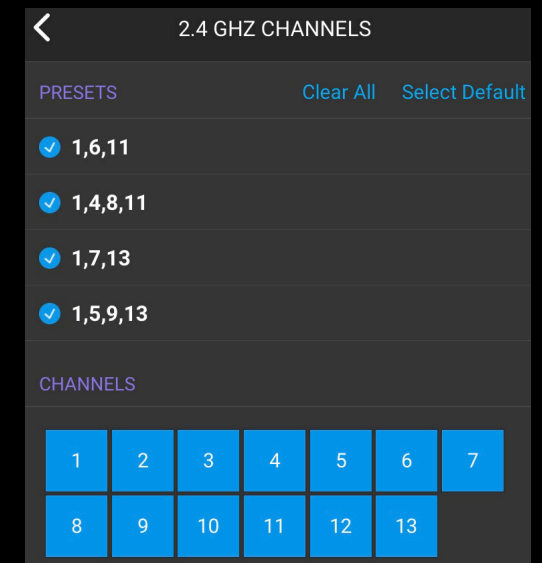 2.4 GHZ CHANNELS
PRESETS Clear All Select Default
1,6,11
1,4,8,11
1,7,13
1,5,9,13
CHANNELS
1 2 3 4 5 6 7
8 9 10 11 12 13